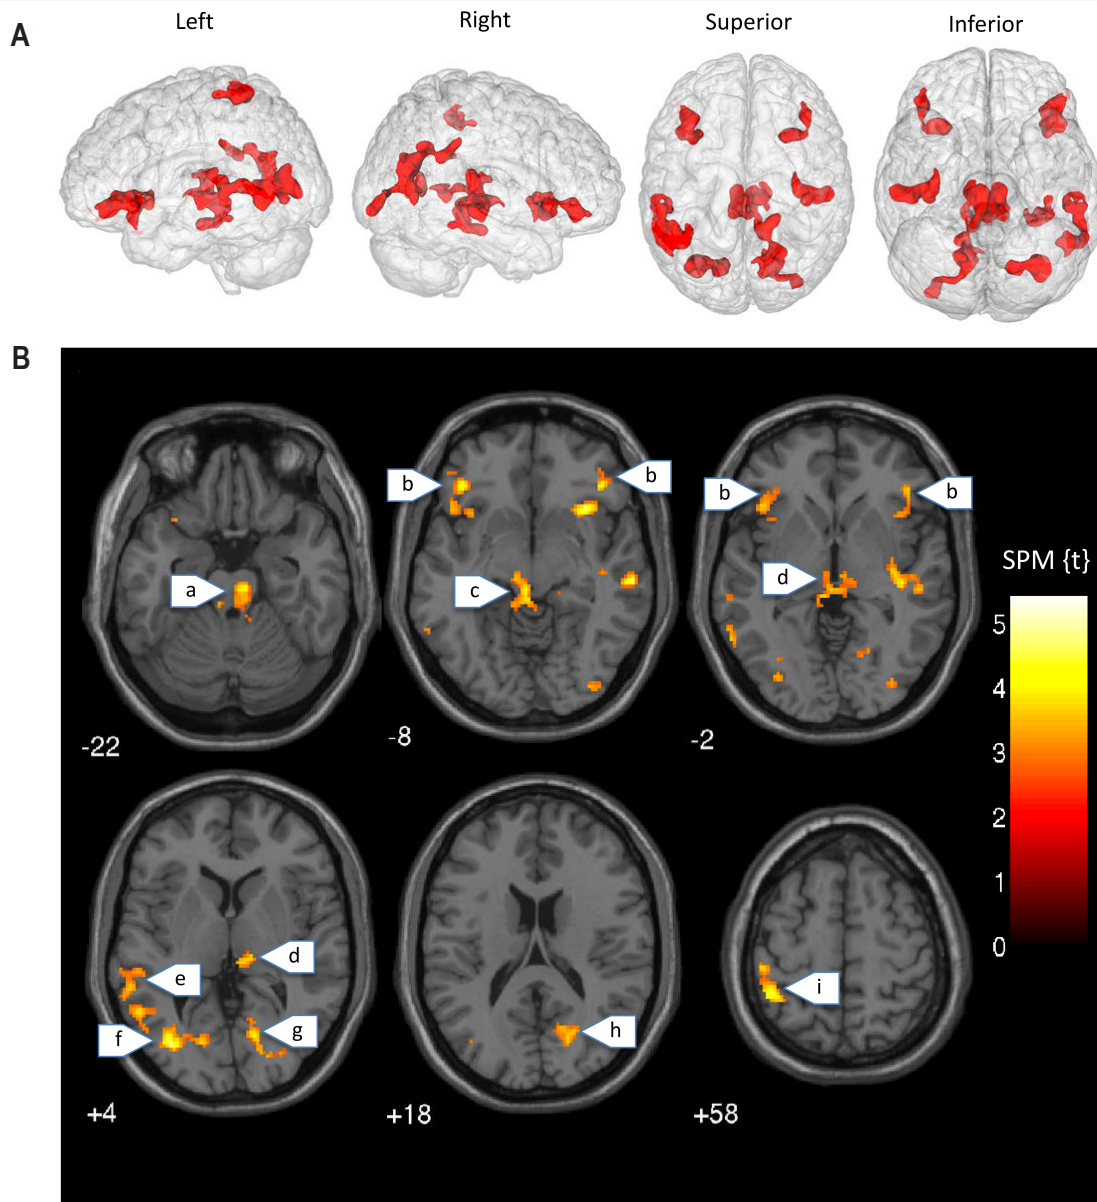 A
Left
Right
Superior
Inferior
B
b
b
b
b
a
c
d
SPM {t}
5
4
3
2
1
0
-22
-8
-2
e
d
f
g
h
i
+4
+18
+58